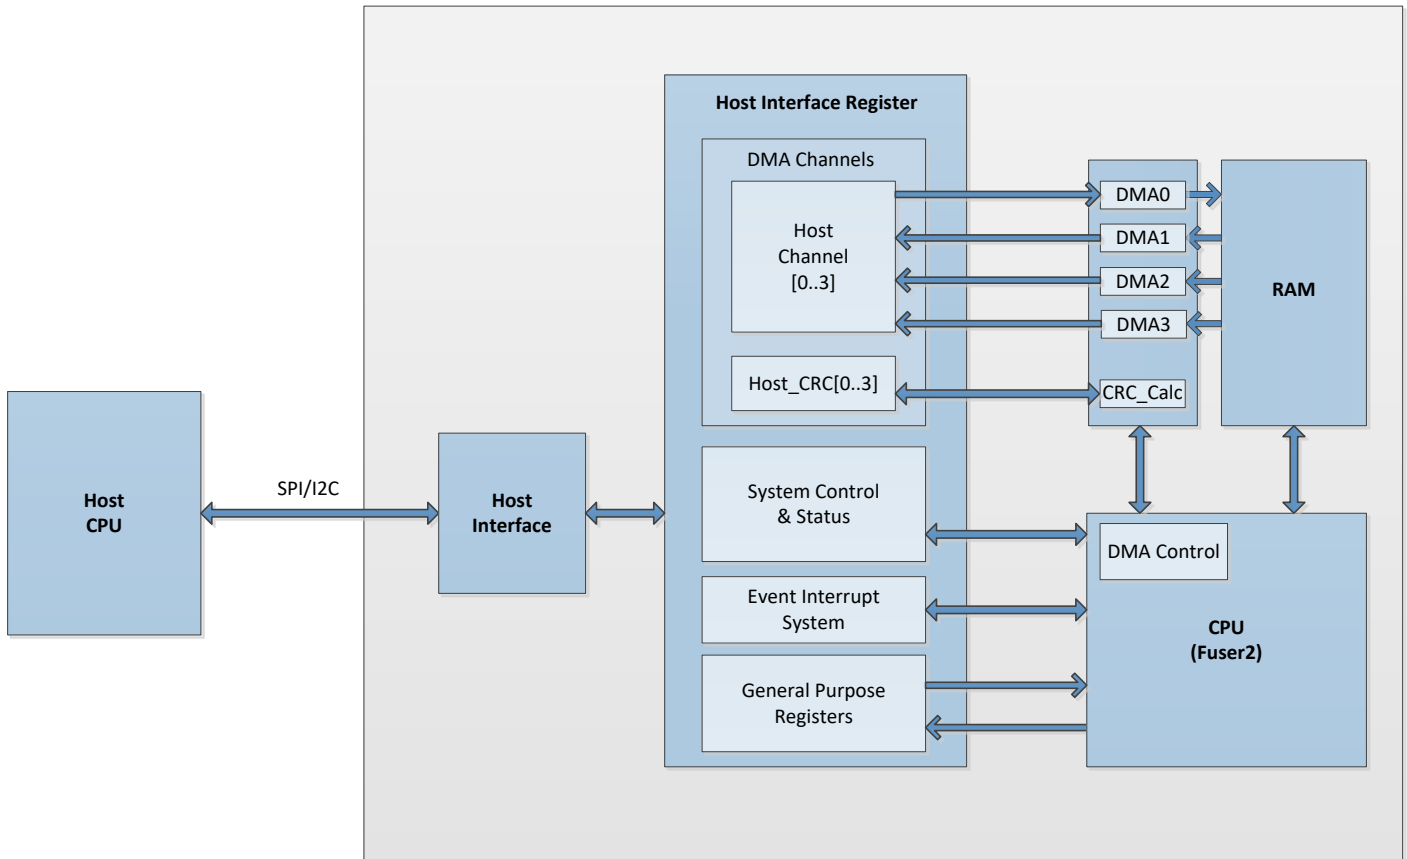 Host Interface Register
DMA Channels
Host
Channel
[0..3]
Host_CRC[0..3]
DMA0
DMA1
DMA2
DMA3
CRC_Calc
RAM
Host
CPU
SPI/I2C
Host
Interface
System Control
& Status
Event Interrupt
System
General Purpose
Registers
DMA Control
CPU
(Fuser2)